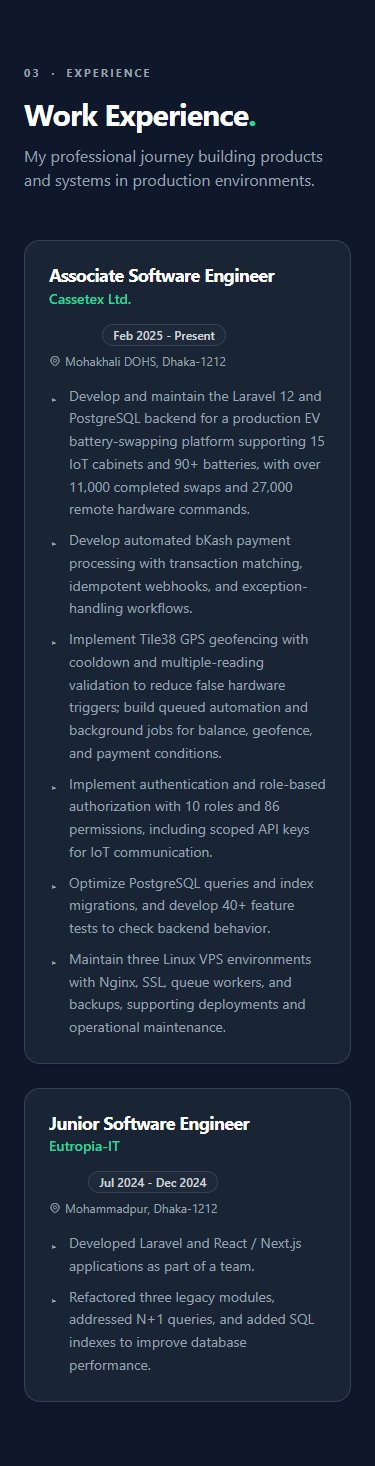 03 · EXPERIENCE
Work Experience.
My professional journey building products
and systems in production environments.
Associate Software Engineer
Cassetex Ltd.
Feb 2025 - Present
Mohakhali DOHS, Dhaka-1212
Develop and maintain the Laravel 12 and
PostgreSQL backend for a production EV
battery-swapping platform supporting 15
IoT cabinets and 90+ batteries, with over
11,000 completed swaps and 27,000
remote hardware commands.
Develop automated bKash payment
processing with transaction matching,
idempotent webhooks, and exception-
handling workflows.
Implement Tile38 GPS geofencing with
cooldown and multiple-reading
validation to reduce false hardware
triggers; build queued automation and
background jobs for balance, geofence,
and payment conditions.
Implement authentication and role-based
authorization with 10 roles and 86
permissions, including scoped API keys
for IoT communication.
Optimize PostgreSQL queries and index
migrations, and develop 40+ feature
tests to check backend behavior.
Maintain three Linux VPS environments
with Nginx, SSL, queue workers, and
backups, supporting deployments and
operational maintenance.
Junior Software Engineer
Eutropia-IT
Jul 2024 - Dec 2024
Mohammadpur, Dhaka-1212
Developed Laravel and React / Next.js
applications as part of a team.
Refactored three legacy modules,
addressed N+1 queries, and added SQL
indexes to improve database
performance.